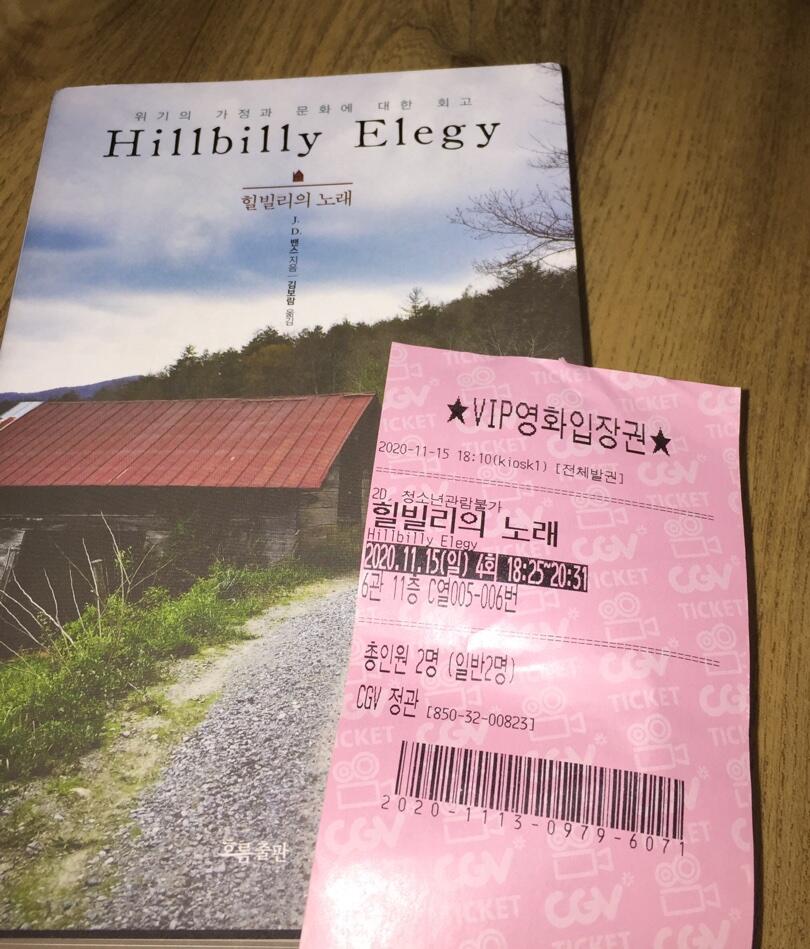 위기의 가정과 문화에 대한 회고
Hillbilly Elegy
힐빌리의 노래
J. D. 밴스 지음 | 김보람 옮김
흐름출판
★VIP영화입장권★
2020-11-15 18:10(kiosk1) [전체발권]
2D, 청소년관람불가
힐빌리의 노래
Hillbilly Elegy
2020.11.15(일) 4회 18:25~20:31
6관 11층 C열005-006번
총인원 2명 (일반2명)
CGV 정관 [850-32-00823]
2020-1113-0979-6071
CGV
TICKET